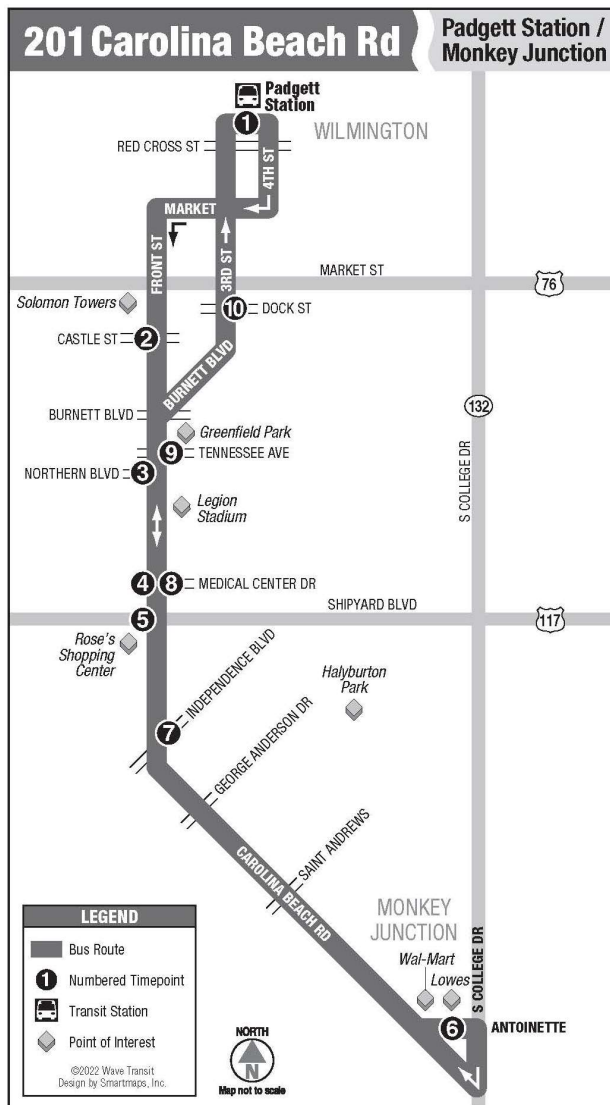 201 Carolina Beach Rd
Padgett Station /
Monkey Junction
Padgett
Station
1
WILMINGTON
RED CROSS ST
4TH ST
MARKET
FRONT ST
3RD ST
MARKET ST
76
Solomon Towers
10
DOCK ST
CASTLE ST
2
BURNETT BLVD
132
BURNETT BLVD
Greenfield Park
9
TENNESSEE AVE
NORTHERN BLVD
3
S COLLEGE DR
Legion
Stadium
4
8
MEDICAL CENTER DR
5
SHIPYARD BLVD
117
Rose's
Shopping
Center
INDEPENDENCE BLVD
Halyburton
Park
7
GEORGE ANDERSON DR
SAINT ANDREWS
CAROLINA BEACH RD
MONKEY
JUNCTION
Wal-Mart
Lowes
S COLLEGE DR
6
ANTOINETTE
LEGEND
Bus Route
1
Numbered Timepoint
Transit Station
Point of Interest
©2022 Wave Transit
Design by Smartmaps, Inc.
NORTH
N
Map not to scale